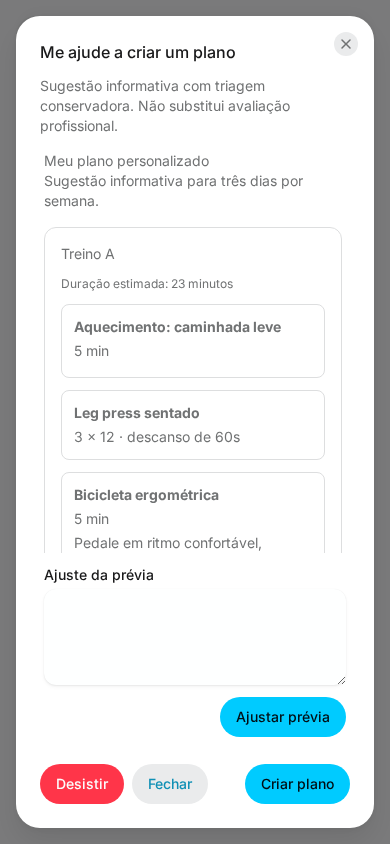 Me ajude a criar um plano
Sugestão informativa com triagem
conservadora. Não substitui avaliação
profissional.
Meu plano personalizado
Sugestão informativa para três dias por
semana.
Treino A
Duração estimada: 23 minutos
Aquecimento: caminhada leve
5 min
Leg press sentado
3 × 12 · descanso de 60s
Bicicleta ergométrica
5 min
Pedale em ritmo confortável,
Ajuste da prévia
Ajustar prévia
Desistir
Fechar
Criar plano